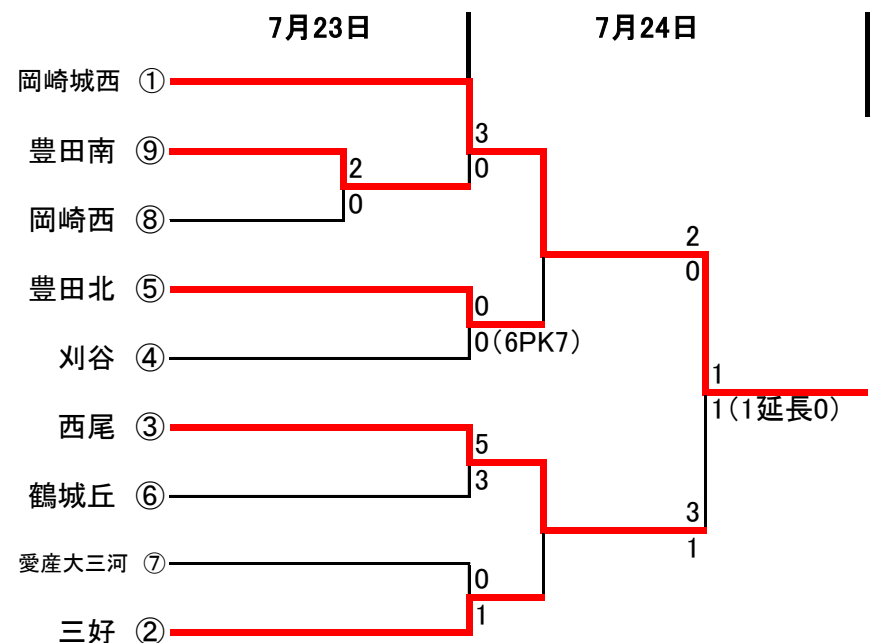 7月23日
7月24日
岡崎城西 ①
3
豊田南 ⑨
2
0
0
岡崎西 ⑧
2
0
豊田北 ⑤
0
0(6PK7)
刈谷 ④
1
1(1延長0)
西尾 ③
5
3
鶴城丘 ⑥
3
1
愛産大三河 ⑦
0
1
三好 ②